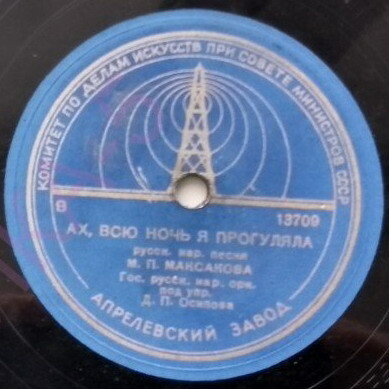 КОМИТЕТ ПО ДЕЛАМ ИСКУССТВ ПРИ СОВЕТЕ МИНИСТРОВ СССР
В 13709
АХ, ВСЮ НОЧЬ Я ПРОГУЛЯЛА
русск. нар. песни
М. П. МАКСАКОВА
Гос. русск. нар. орк.
под упр.
Д. П. Осипова
АПРЕЛЕВСКИЙ ЗАВОД